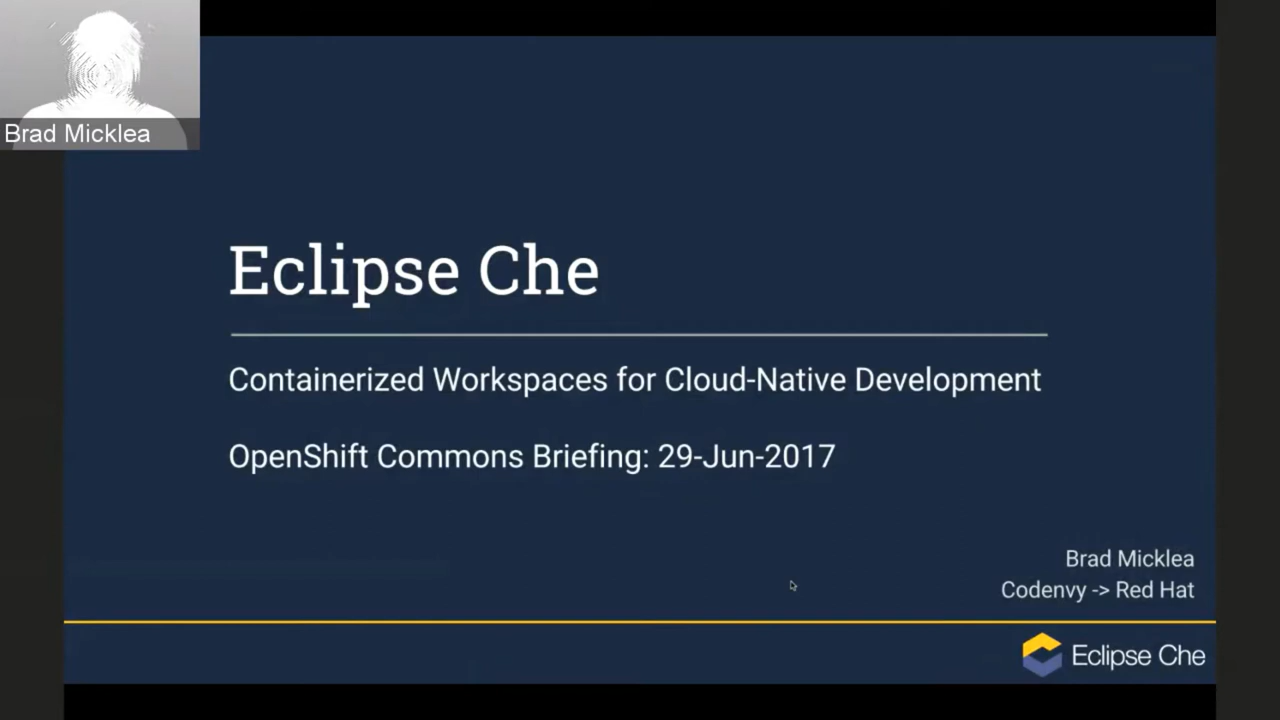 Brad Micklea
Eclipse Che
Containerized Workspaces for Cloud-Native Development
OpenShift Commons Briefing: 29-Jun-2017
Brad Micklea
Codenvy -> Red Hat
Eclipse Che